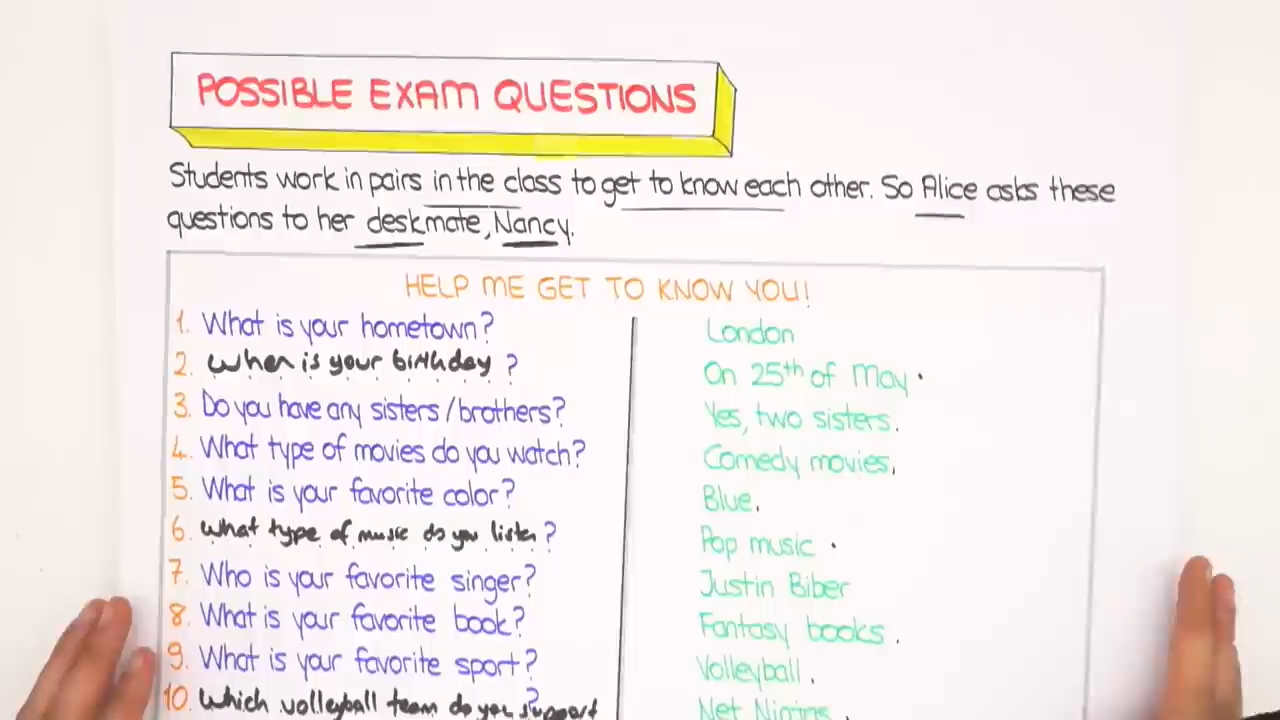 POSSIBLE EXAM QUESTIONS
Students work in pairs in the class to get to know each other. So Alice asks these
questions to her deskmate, Nancy.
HELP ME GET TO KNOW YOU!
1. What is your hometown? London
2. When is your birthday ? On 25th of May.
3. Do you have any sisters/brothers? Yes, two sisters.
4. What type of movies do you watch? Comedy movies.
5. What is your favorite color? Blue.
6. What type of music do you listen ? Pop music.
7. Who is your favorite singer? Justin Biber
8. What is your favorite book? Fantasy books.
9. What is your favorite sport? Volleyball.
10. Which volleyball team do you support ? Net